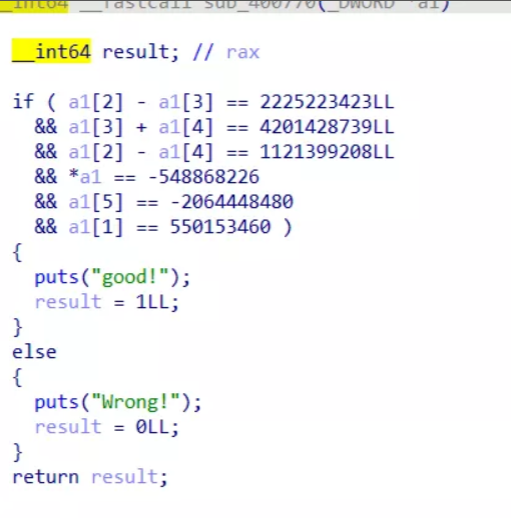 __int64 __fastcall sub_400770(_DWORD *a1)
__int64 result; // rax
if ( a1[2] - a1[3] == 2225223423LL
&& a1[3] + a1[4] == 4201428739LL
&& a1[2] - a1[4] == 1121399208LL
&& *a1 == -548868226
&& a1[5] == -2064448480
&& a1[1] == 550153460 )
{
puts("good!");
result = 1LL;
}
else
{
puts("Wrong!");
result = 0LL;
}
return result;